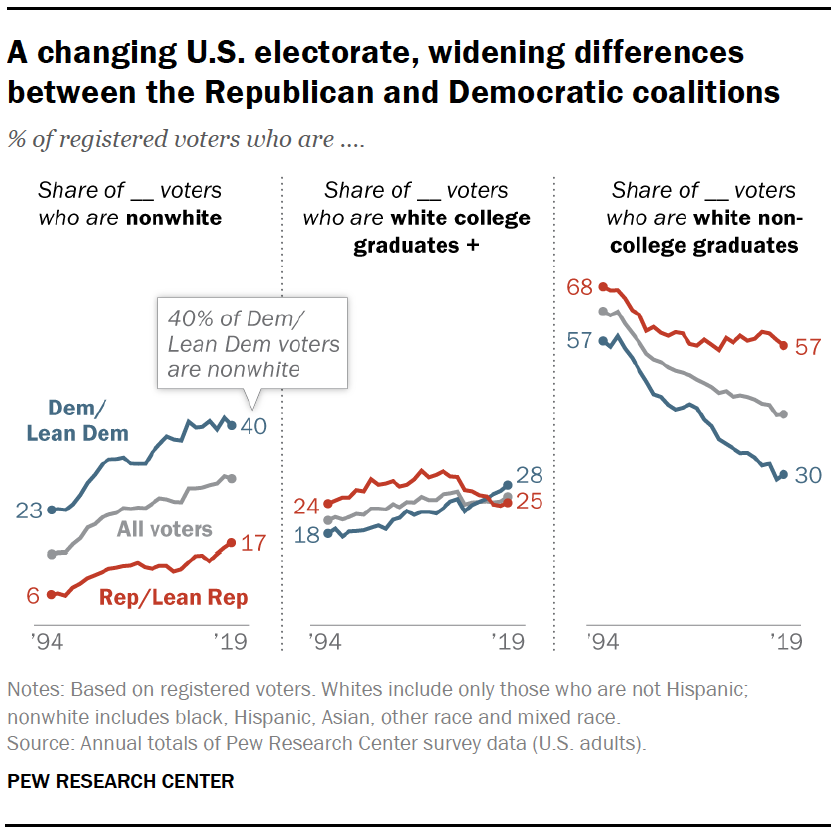 A changing U.S. electorate, widening differences
between the Republican and Democratic coalitions
% of registered voters who are ....
Share of __ voters
who are nonwhite
40% of Dem/
Lean Dem voters
are nonwhite
Dem/
Lean Dem
40
23
All voters
17
6
Rep/Lean Rep
'94
'19
Share of __ voters
who are white college
graduates +
24
28
25
18
'94
'19
Share of __ voters
who are white non-
college graduates
68
57
57
30
'94
'19
Notes: Based on registered voters. Whites include only those who are not Hispanic;
nonwhite includes black, Hispanic, Asian, other race and mixed race.
Source: Annual totals of Pew Research Center survey data (U.S. adults).
PEW RESEARCH CENTER